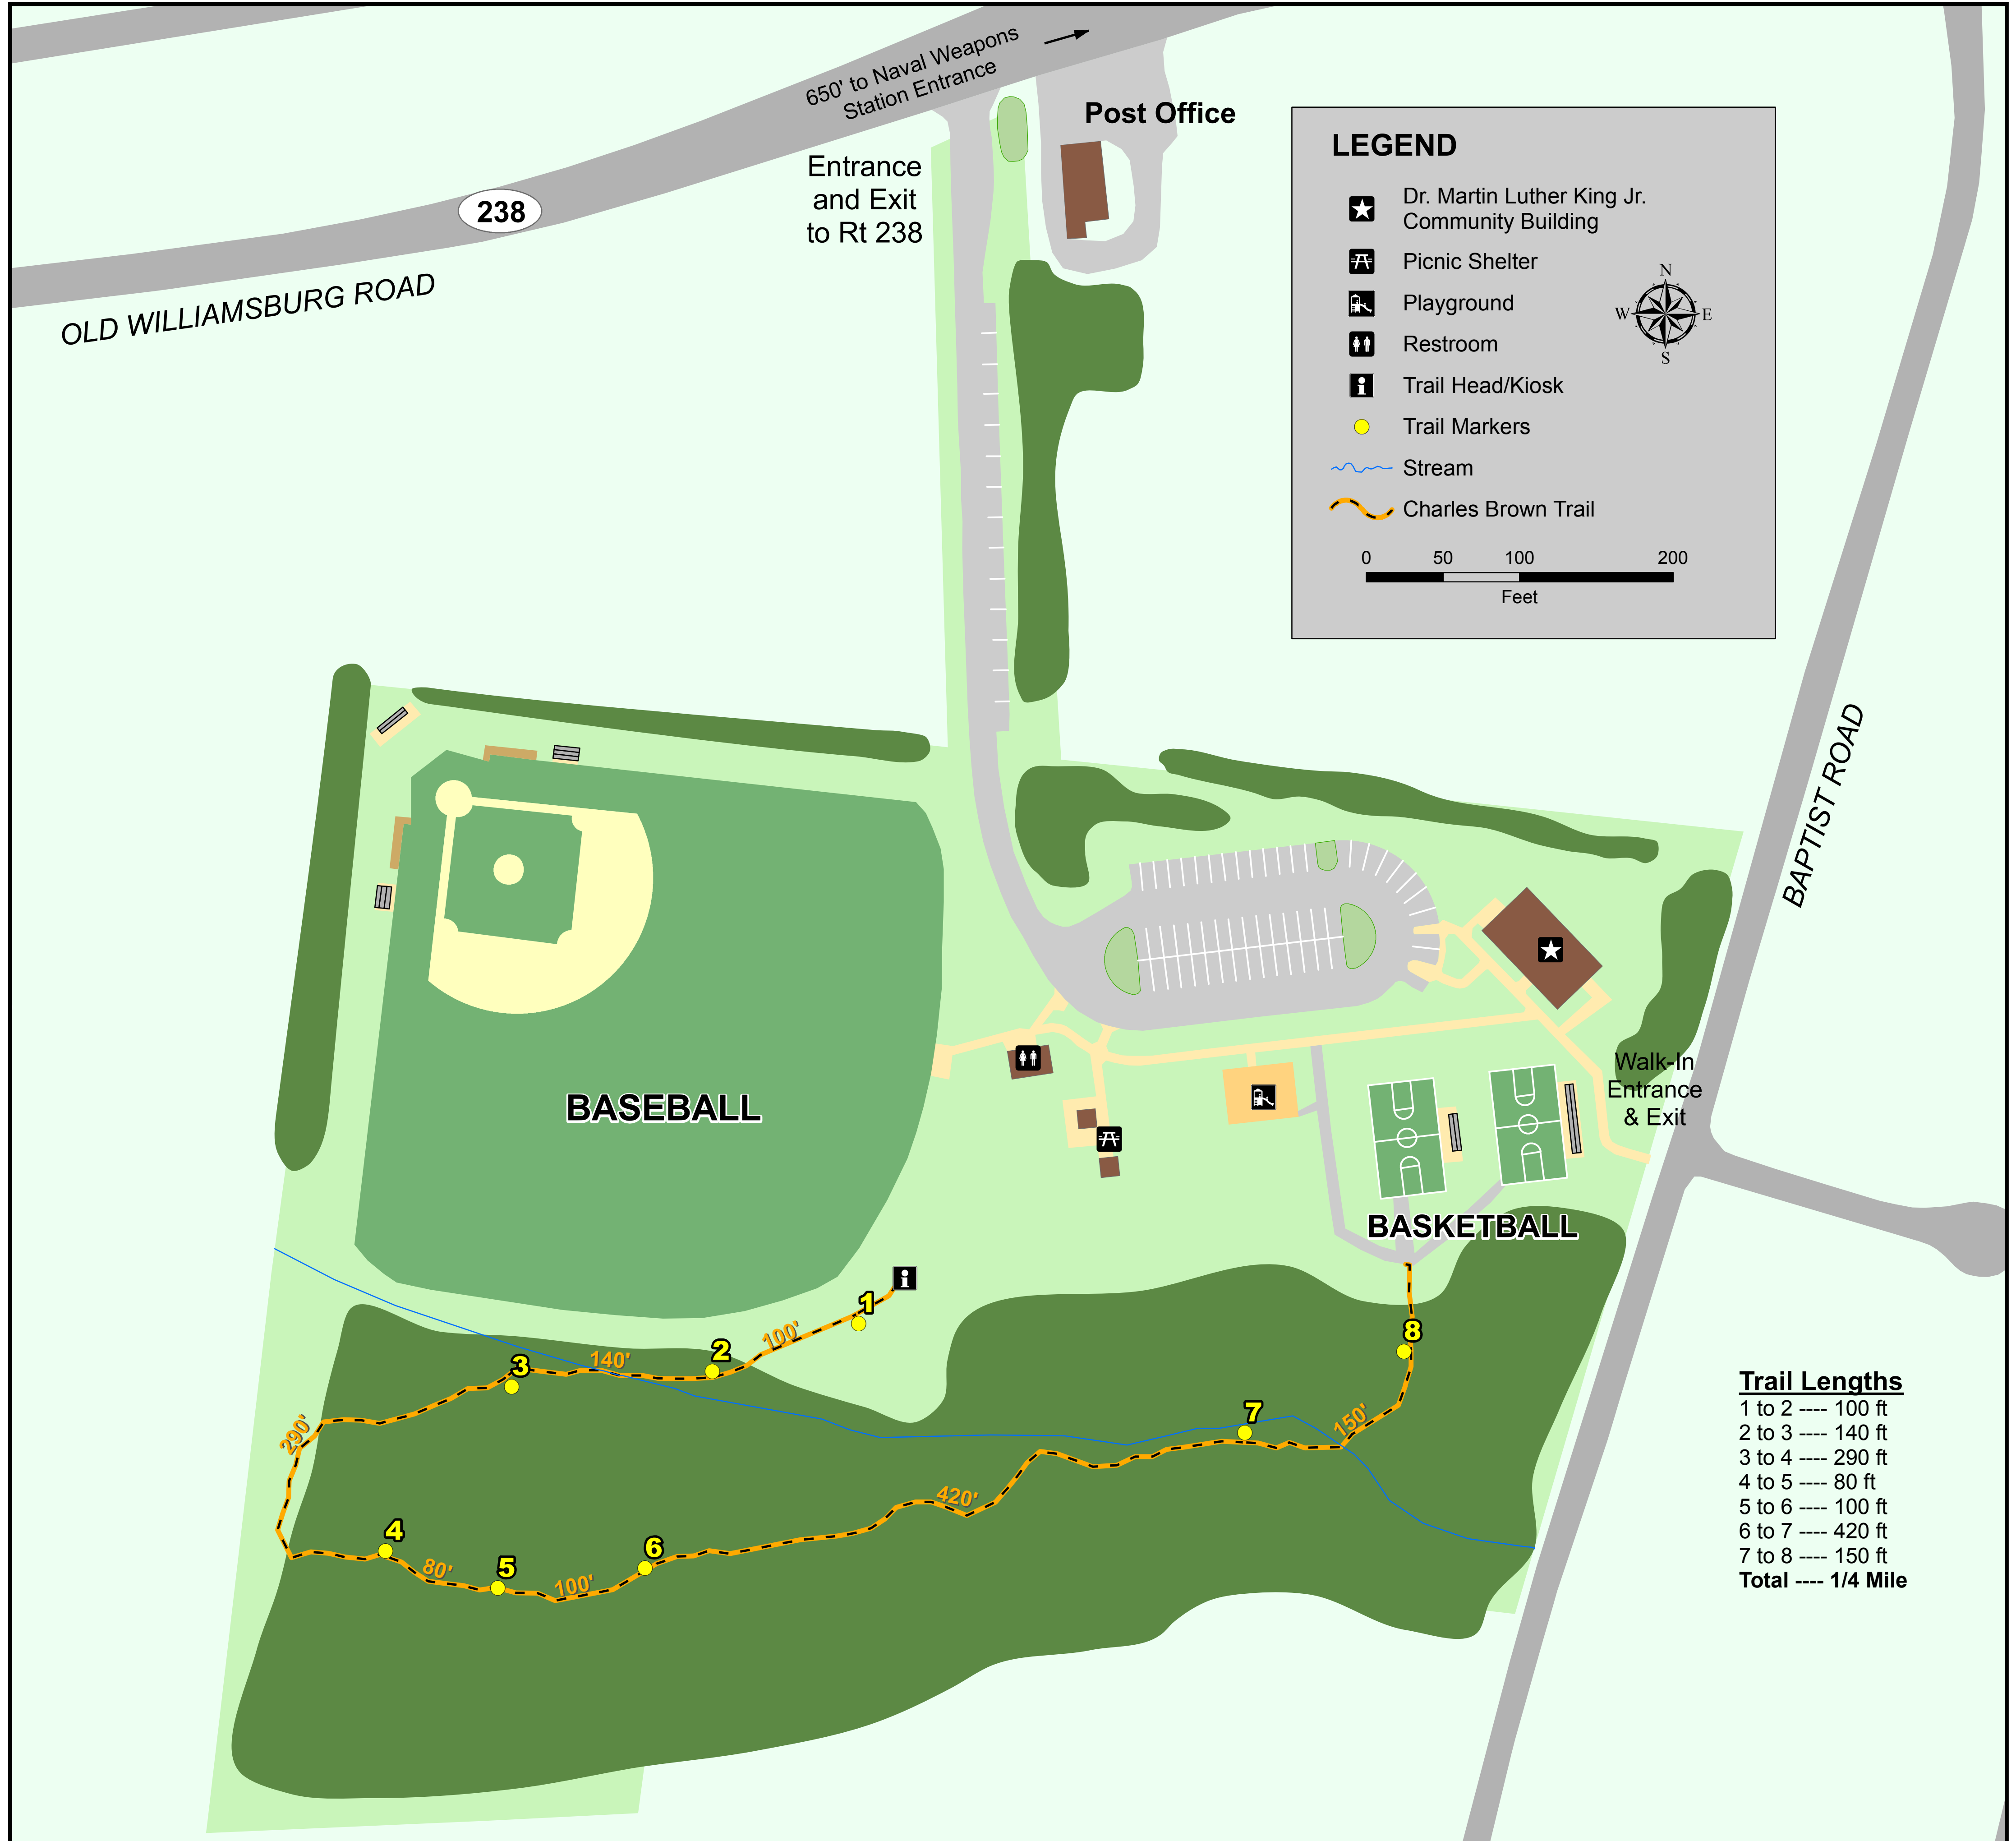 650' to Naval Weapons
Station Entrance
Post Office
Entrance
and Exit
to Rt 238
238
OLD WILLIAMSBURG ROAD
LEGEND
Dr. Martin Luther King Jr.
Community Building
Picnic Shelter
Playground
Restroom
Trail Head/Kiosk
Trail Markers
Stream
Charles Brown Trail
N
W
E
S
0 50 100 200
Feet
BAPTIST ROAD
Walk-In
Entrance
& Exit
BASEBALL
BASKETBALL
1
100'
2
140'
3
290'
4
80'
5
100'
6
420'
7
150'
8
Trail Lengths
1 to 2 ---- 100 ft
2 to 3 ---- 140 ft
3 to 4 ---- 290 ft
4 to 5 ---- 80 ft
5 to 6 ---- 100 ft
6 to 7 ---- 420 ft
7 to 8 ---- 150 ft
Total ---- 1/4 Mile